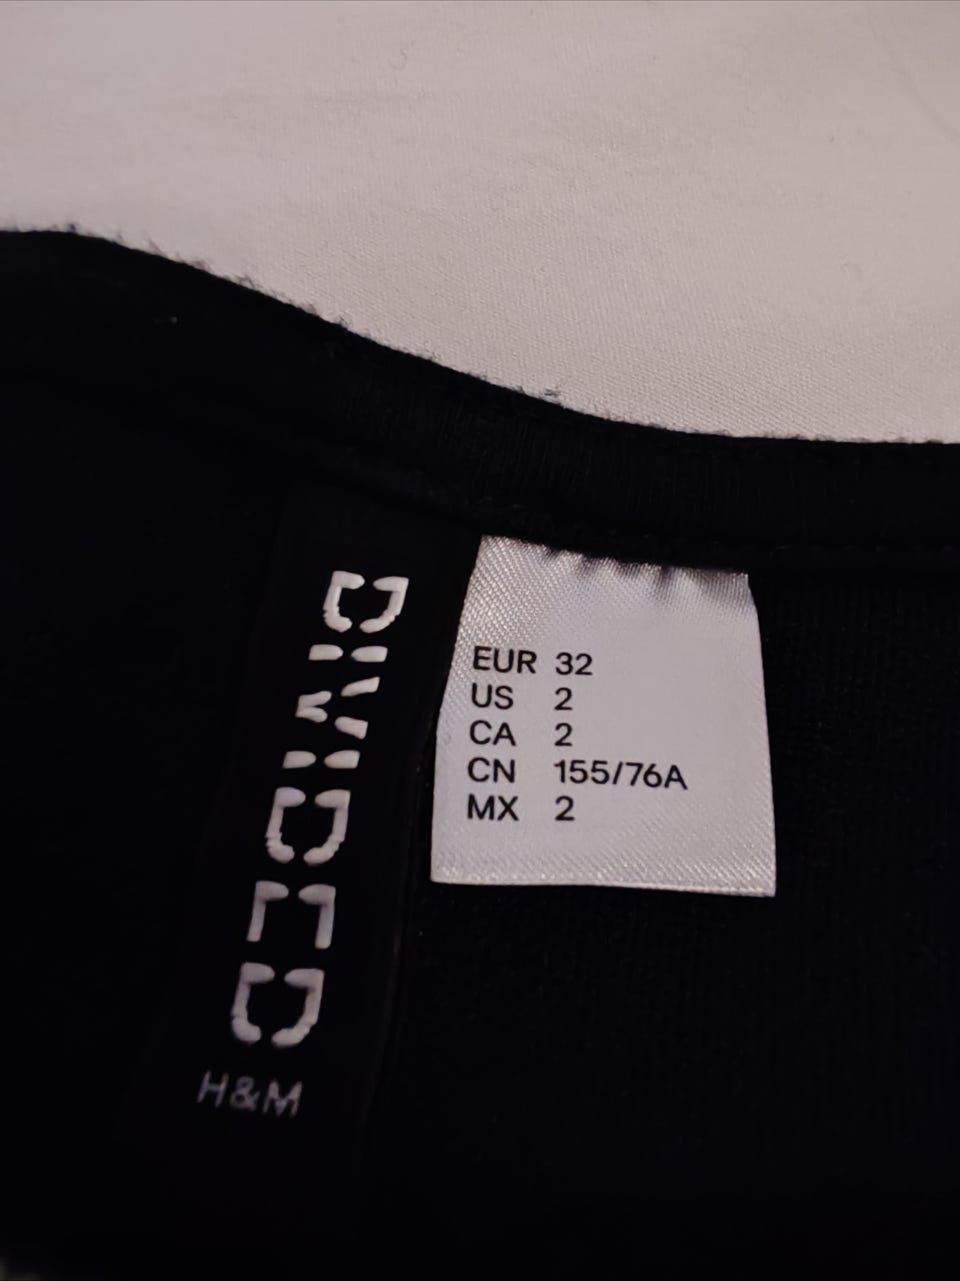 DIVIDED
H&M
EUR 32
US 2
CA 2
CN 155/76A
MX 2